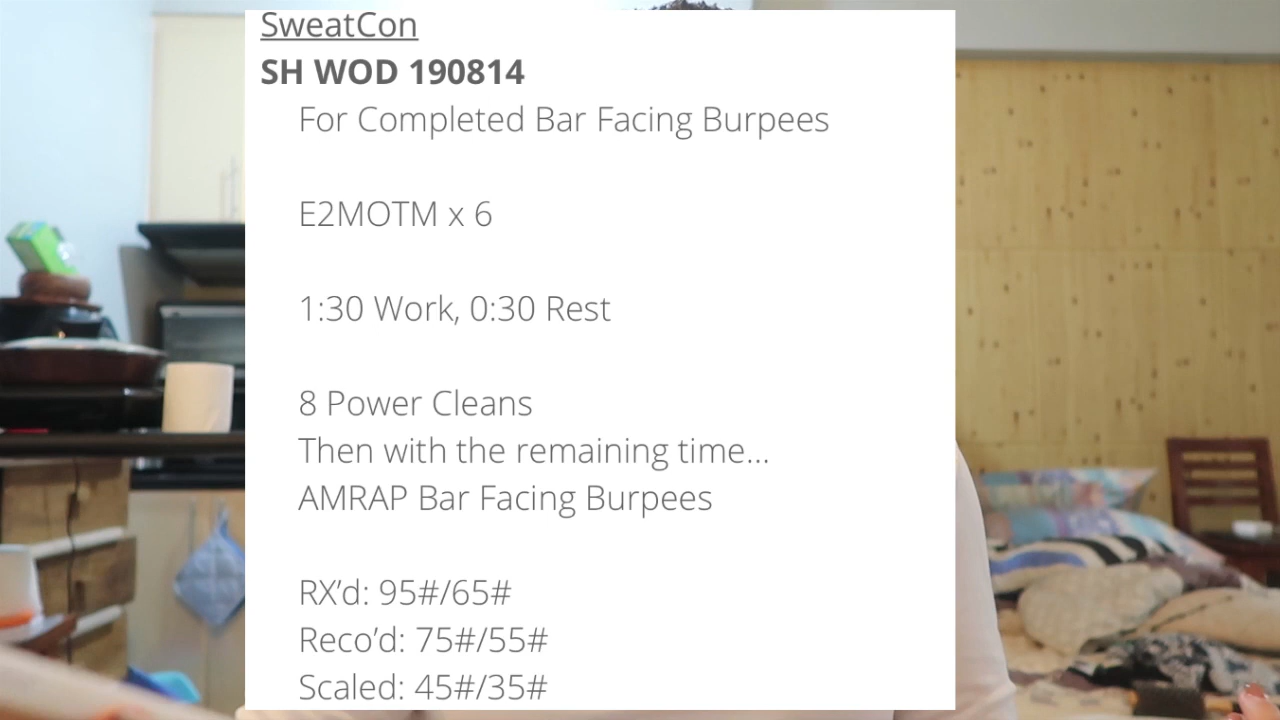 SweatCon
SH WOD 190814
For Completed Bar Facing Burpees
E2MOTM x 6
1:30 Work, 0:30 Rest
8 Power Cleans
Then with the remaining time...
AMRAP Bar Facing Burpees
RX'd: 95#/65#
Reco'd: 75#/55#
Scaled: 45#/35#